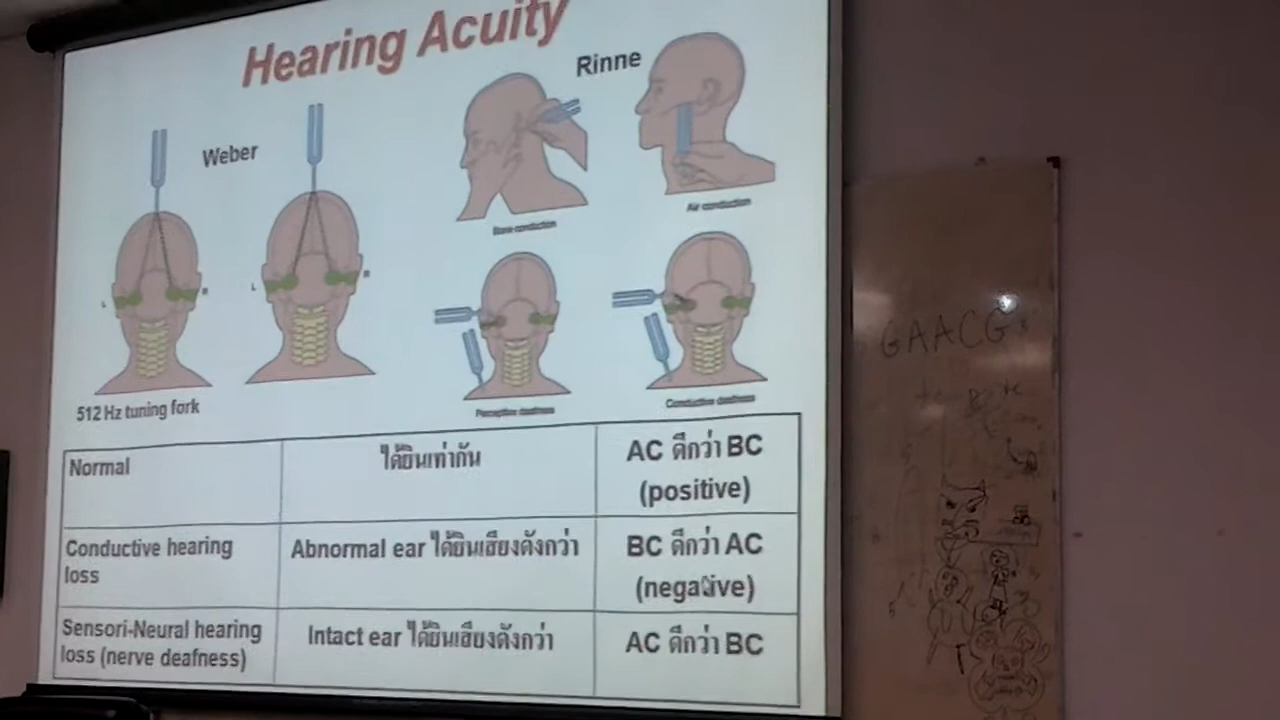 Hearing Acuity
Rinne
Weber
Bone conduction
Air conduction
L
R
L
R
512 Hz tuning fork
Perceptive deafness
Conductive deafness
Normal
ได้ยินเท่ากัน
AC ดีกว่า BC
(positive)
Conductive hearing
loss
Abnormal ear ได้ยินเสียงดังกว่า
BC ดีกว่า AC
(negative)
Sensori-Neural hearing
loss (nerve deafness)
Intact ear ได้ยินเสียงดังกว่า
AC ดีกว่า BC
GAACG